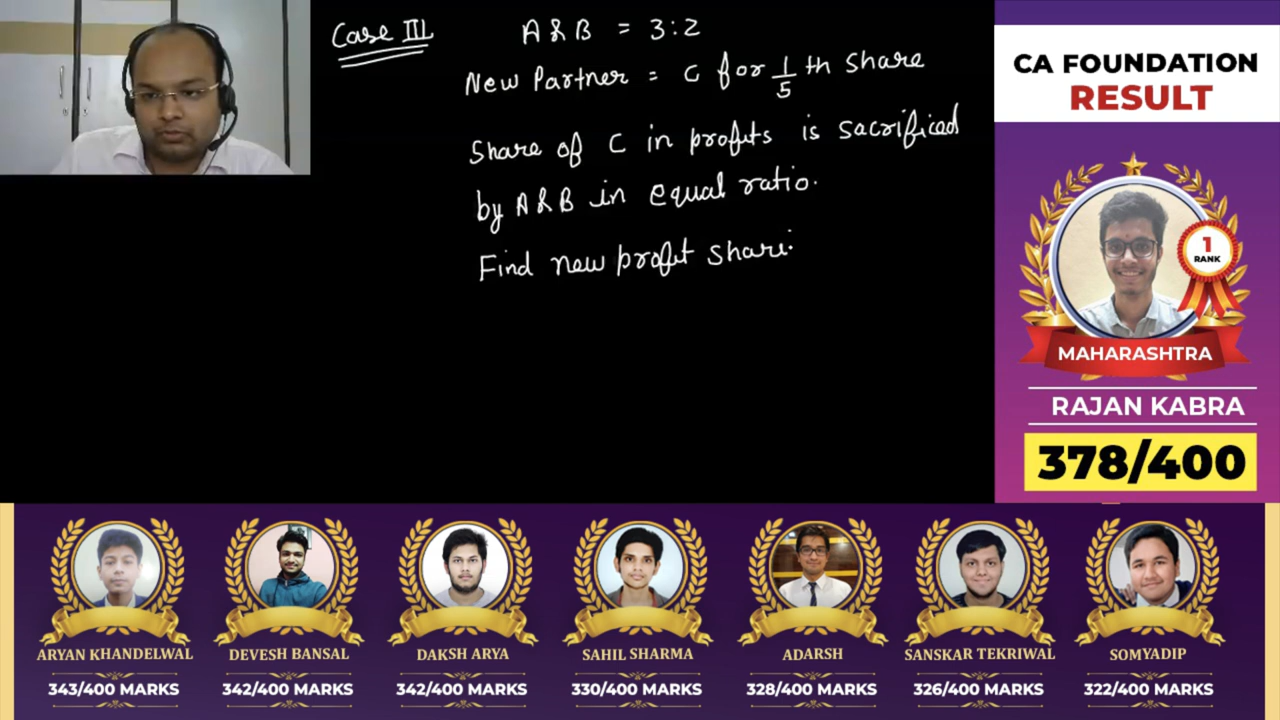 Case III
A & B = 3:2
New Partner = C for 1/5 th share
Share of C in profits is sacrificed
by A & B in equal ratio.
Find new profit shari
CA FOUNDATION
RESULT
1
RANK
MAHARASHTRA
RAJAN KABRA
378/400
ARYAN KHANDELWAL
343/400 MARKS
DEVESH BANSAL
342/400 MARKS
DAKSH ARYA
342/400 MARKS
SAHIL SHARMA
330/400 MARKS
ADARSH
328/400 MARKS
SANSKAR TEKRIWAL
326/400 MARKS
SOMYADIP
322/400 MARKS